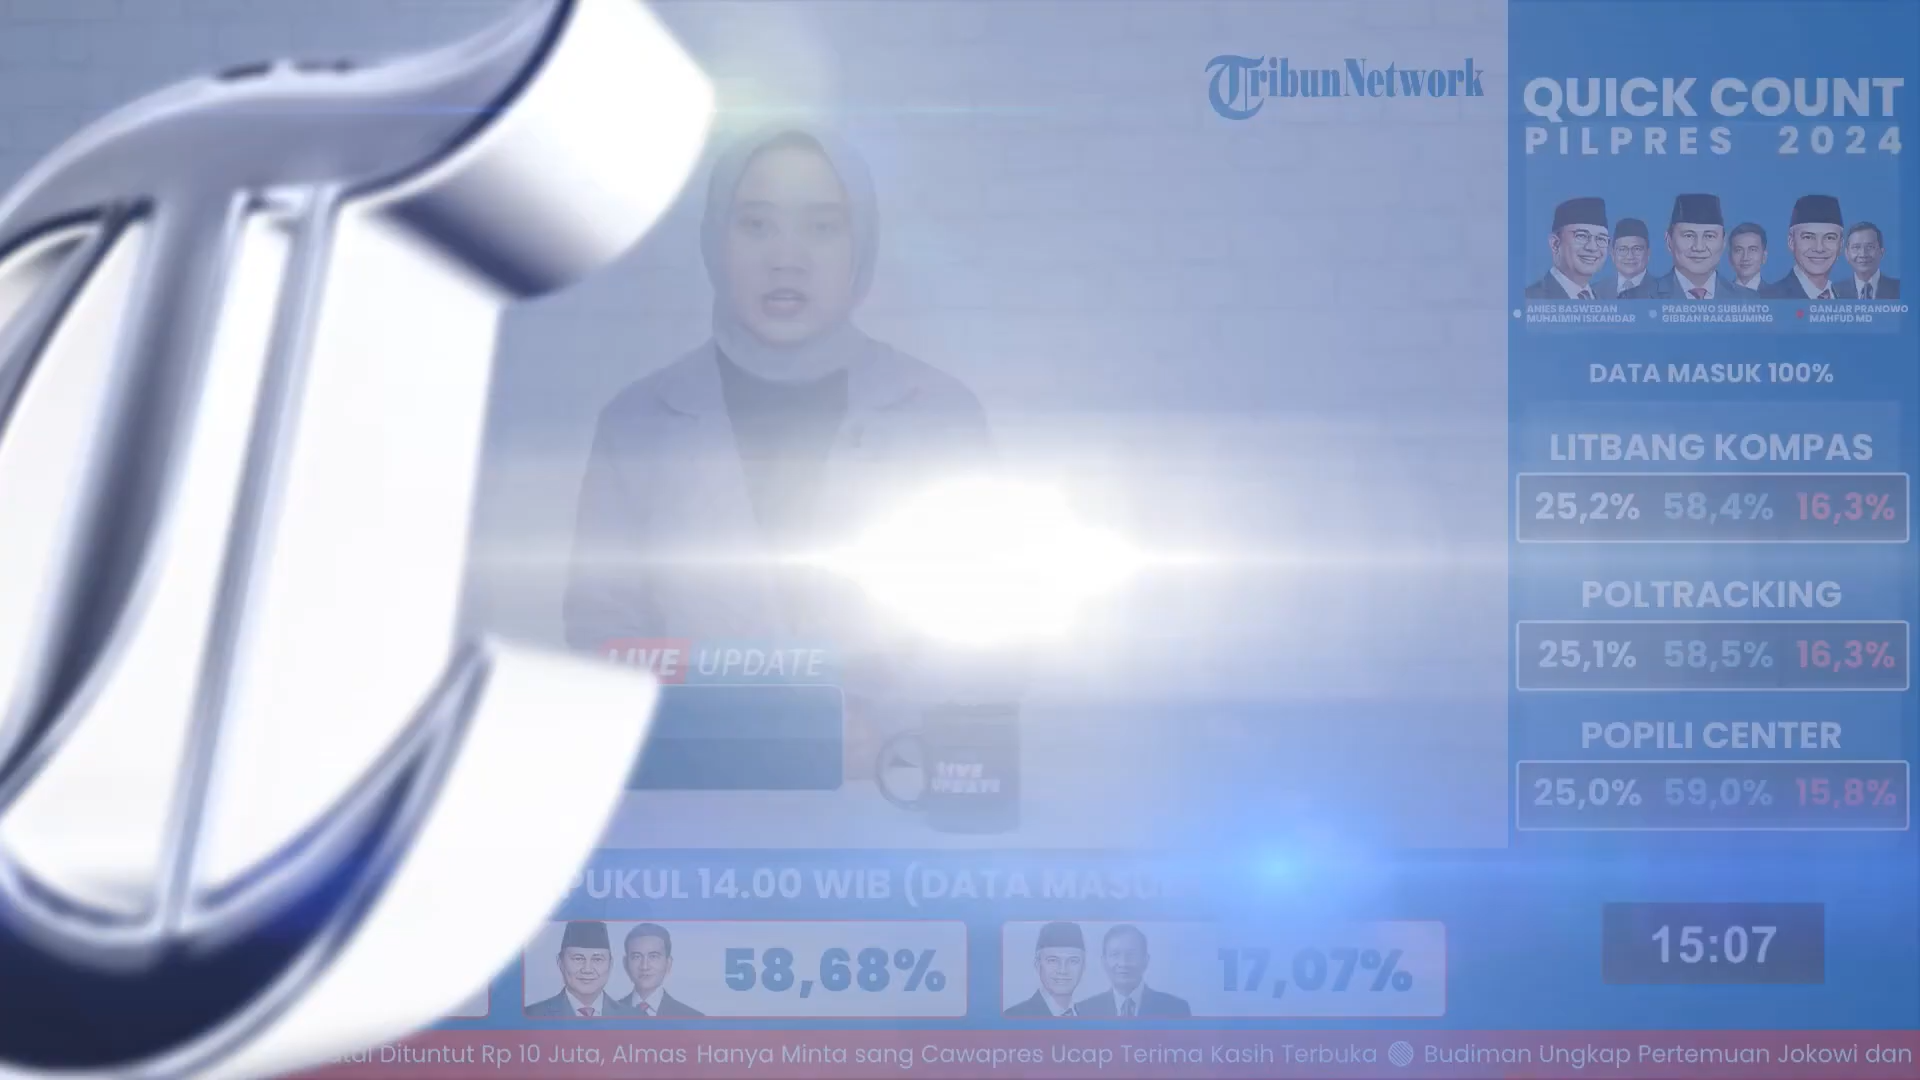 TribunNetwork
QUICK COUNT
PILPRES 2024
ANIES BASWEDAN
MUHAIMIN ISKANDAR
PRABOWO SUBIANTO
GIBRAN RAKABUMING
GANJAR PRANOWO
MAHFUD MD
DATA MASUK 100%
LITBANG KOMPAS
25,2% 58,4% 16,3%
POLTRACKING
25,1% 58,5% 16,3%
POPILI CENTER
25,0% 59,0% 15,8%
LIVE UPDATE
LIVE
UPDATE
PUKUL 14.00 WIB (DATA MASUK
58,68%
17,07%
15:07
Dituntut Rp 10 Juta, Almas Hanya Minta sang Cawapres Ucap Terima Kasih Terbuka Budiman Ungkap Pertemuan Jokowi dan